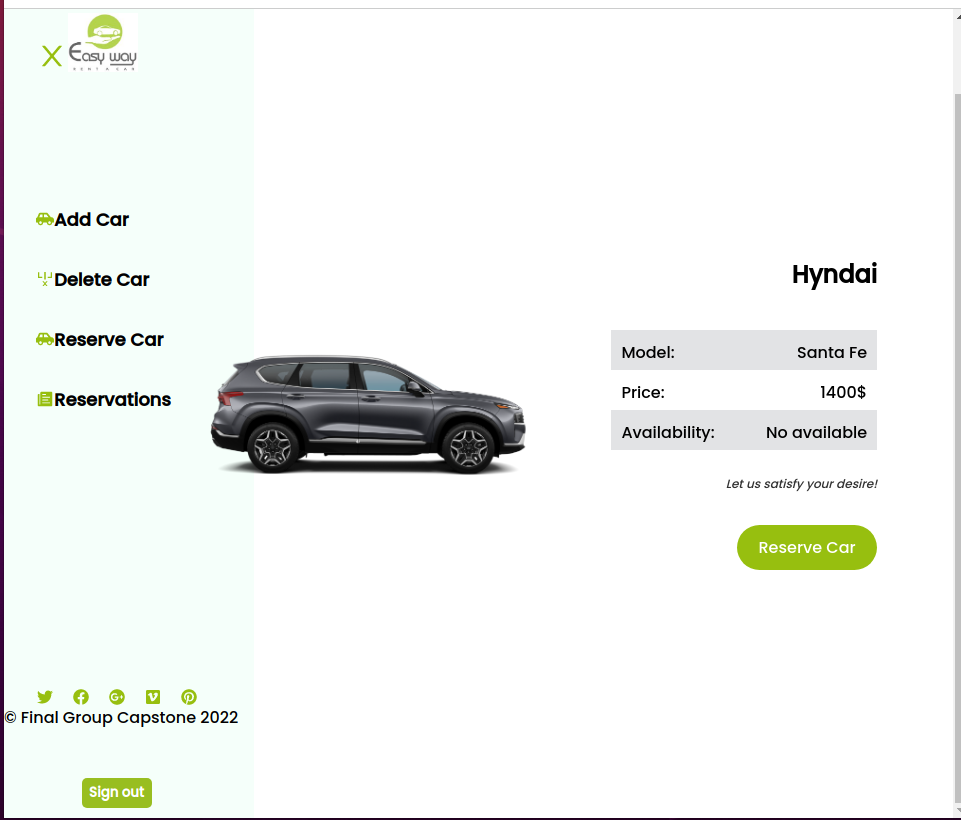 X
Easy way
RENT A CAR
Add Car
Delete Car
Reserve Car
Reservations
Hyndai
Model: Santa Fe
Price: 1400$
Availability: No available
Let us satisfy your desire!
Reserve Car
© Final Group Capstone 2022
Sign out